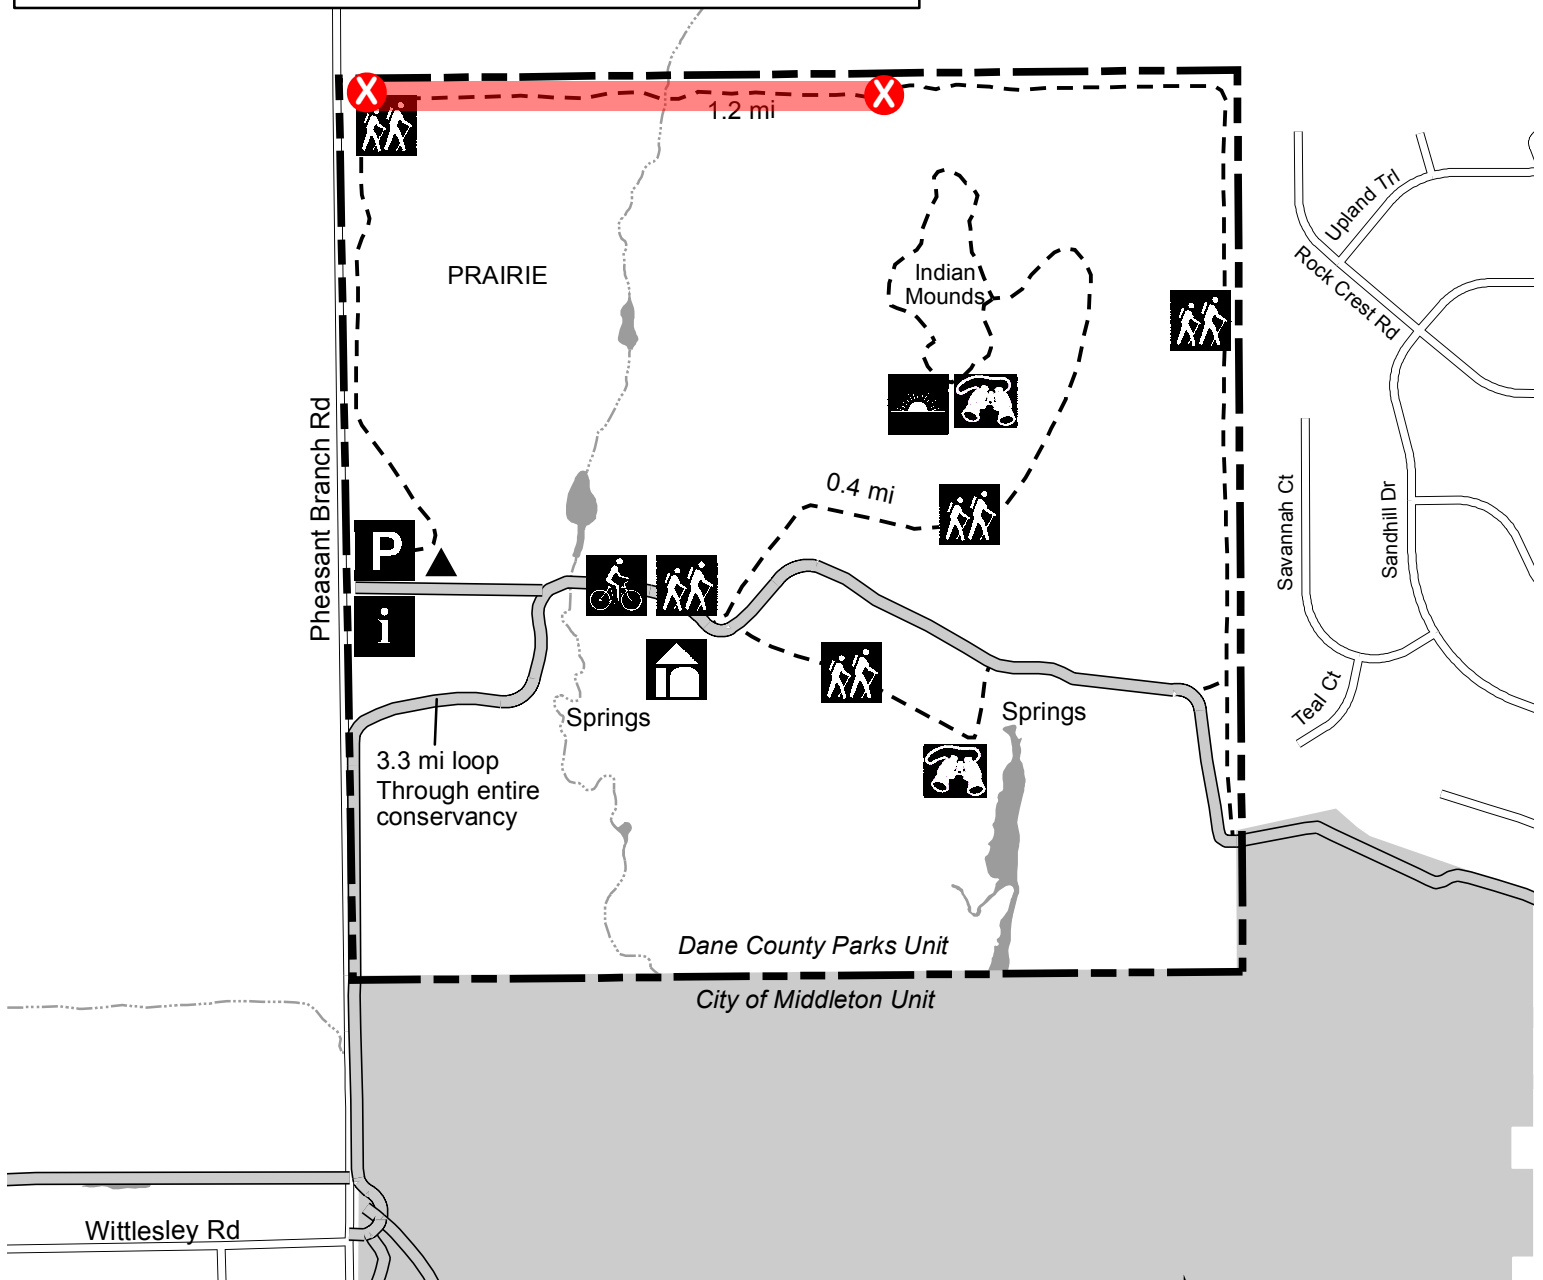 X
X
1.2 mi
Upland Trl
Rock Crest Rd
PRAIRIE
Indian
Mounds
Pheasant Branch Rd
0.4 mi
Savannah Ct
Sandhill Dr
P
i
Teal Ct
Springs
Springs
3.3 mi loop
Through entire
conservancy
Dane County Parks Unit
City of Middleton Unit
Wittlesley Rd